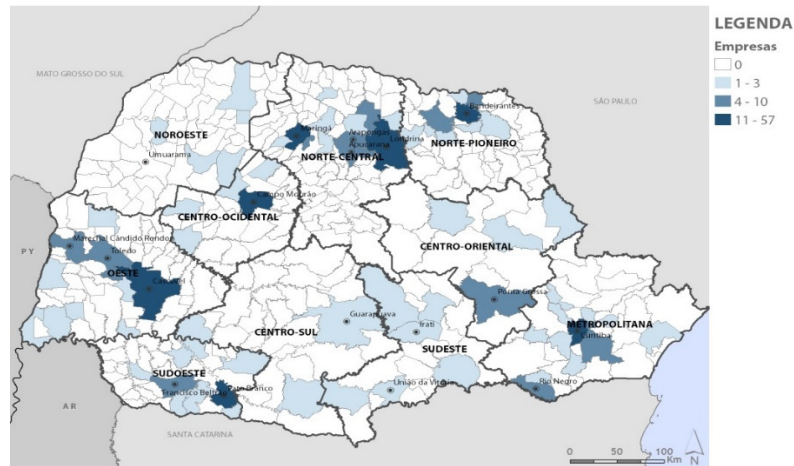 LEGENDA
Empresas
0
1 - 3
4 - 10
11 - 57
MATO GROSSO DO SUL
SÃO PAULO
NOROESTE
Umuarama
Maringá
Arapongas
Apucarana
Londrina
NORTE-CENTRAL
Bandeirantes
NORTE-PIONEIRO
Campo Mourão
CENTRO-OCIDENTAL
CENTRO-ORIENTAL
PY
Marechal Cândido Rondon
Toledo
OESTE
Cascavel
Ponta Grossa
Guarapuava
CENTRO-SUL
Irati
SUDESTE
METROPOLITANA
Curitiba
SUDOESTE
Francisco Beltrão
Pato Branco
União da Vitória
Rio Negro
AR
SANTA CATARINA
0 50 100
Km
N